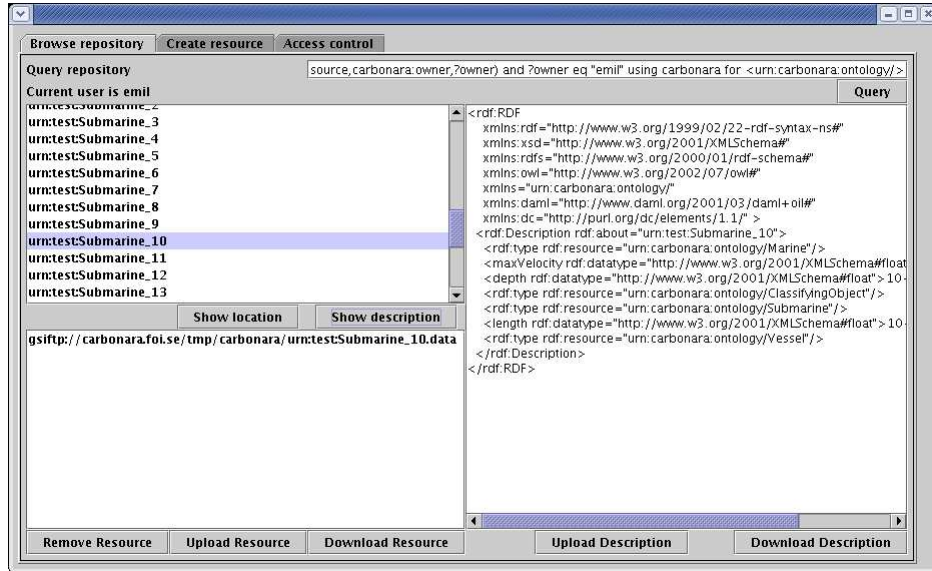 Browse repository Create resource Access control
Query repository
source,carbonara:owner,?owner) and ?owner eq "emil" using carbonara for <urn:carbonara:ontology/>
Current user is emil
Query
urn:test:Submarine_2
urn:test:Submarine_3
urn:test:Submarine_4
urn:test:Submarine_5
urn:test:Submarine_6
urn:test:Submarine_7
urn:test:Submarine_8
urn:test:Submarine_9
urn:test:Submarine_10
urn:test:Submarine_11
urn:test:Submarine_12
urn:test:Submarine_13
Show location Show description
gsiftp://carbonara.foi.se/tmp/carbonara/urn:test:Submarine_10.data
<rdf:RDF
xmlns:rdf="http://www.w3.org/1999/02/22-rdf-syntax-ns#"
xmlns:xsd="http://www.w3.org/2001/XMLSchema#"
xmlns:rdfs="http://www.w3.org/2000/01/rdf-schema#"
xmlns:owl="http://www.w3.org/2002/07/owl#"
xmlns="urn:carbonara:ontology/"
xmlns:daml="http://www.daml.org/2001/03/daml+oil#"
xmlns:dc="http://purl.org/dc/elements/1.1/" >
<rdf:Description rdf:about="urn:test:Submarine_10">
<rdf:type rdf:resource="urn:carbonara:ontology/Marine"/>
<maxVelocity rdf:datatype="http://www.w3.org/2001/XMLSchema#float
<depth rdf:datatype="http://www.w3.org/2001/XMLSchema#float">10
<rdf:type rdf:resource="urn:carbonara:ontology/ClassifyingObject"/>
<rdf:type rdf:resource="urn:carbonara:ontology/Submarine"/>
<length rdf:datatype="http://www.w3.org/2001/XMLSchema#float">10
<rdf:type rdf:resource="urn:carbonara:ontology/Vessel"/>
</rdf:Description>
</rdf:RDF>
Remove Resource Upload Resource Download Resource Upload Description Download Description